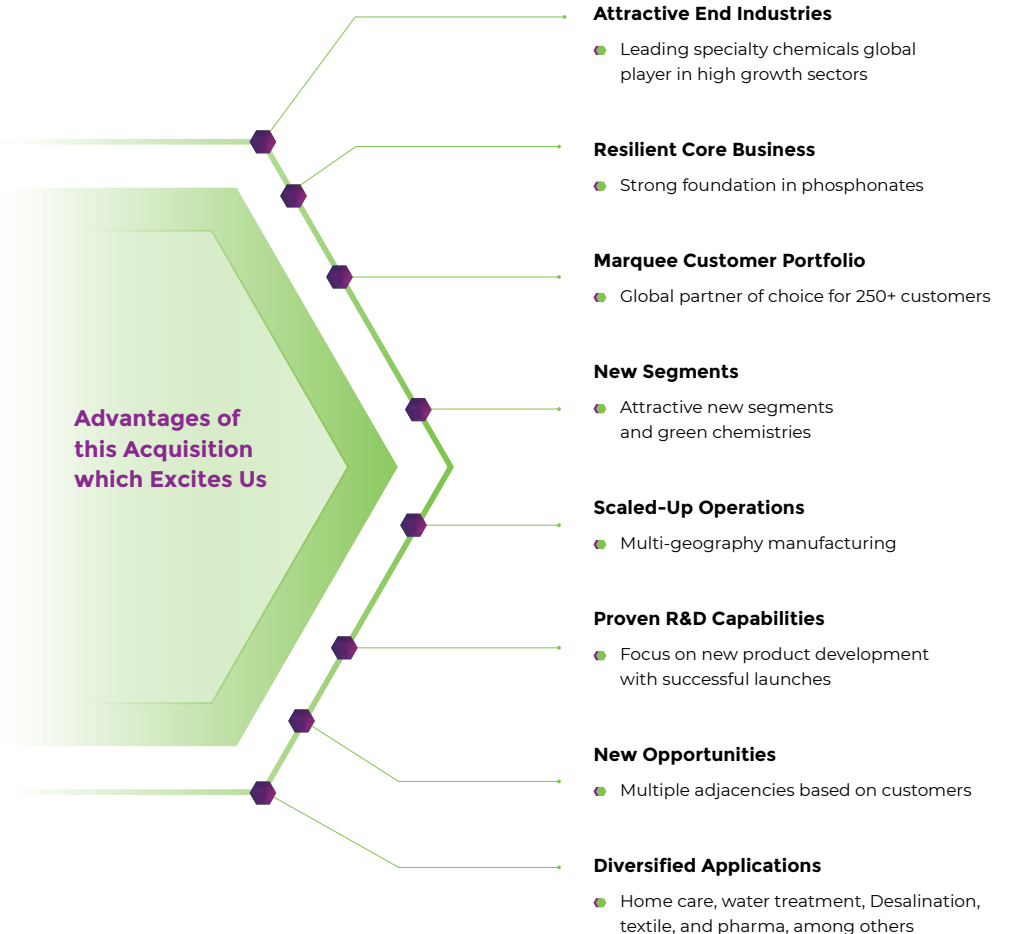 Attractive End Industries
Leading specialty chemicals global
player in high growth sectors
Resilient Core Business
Strong foundation in phosphonates
Marquee Customer Portfolio
Global partner of choice for 250+ customers
New Segments
Attractive new segments
and green chemistries
Advantages of
this Acquisition
which Excites Us
Scaled-Up Operations
Multi-geography manufacturing
Proven R&D Capabilities
Focus on new product development
with successful launches
New Opportunities
Multiple adjacencies based on customers
Diversified Applications
Home care, water treatment, Desalination,
textile, and pharma, among others